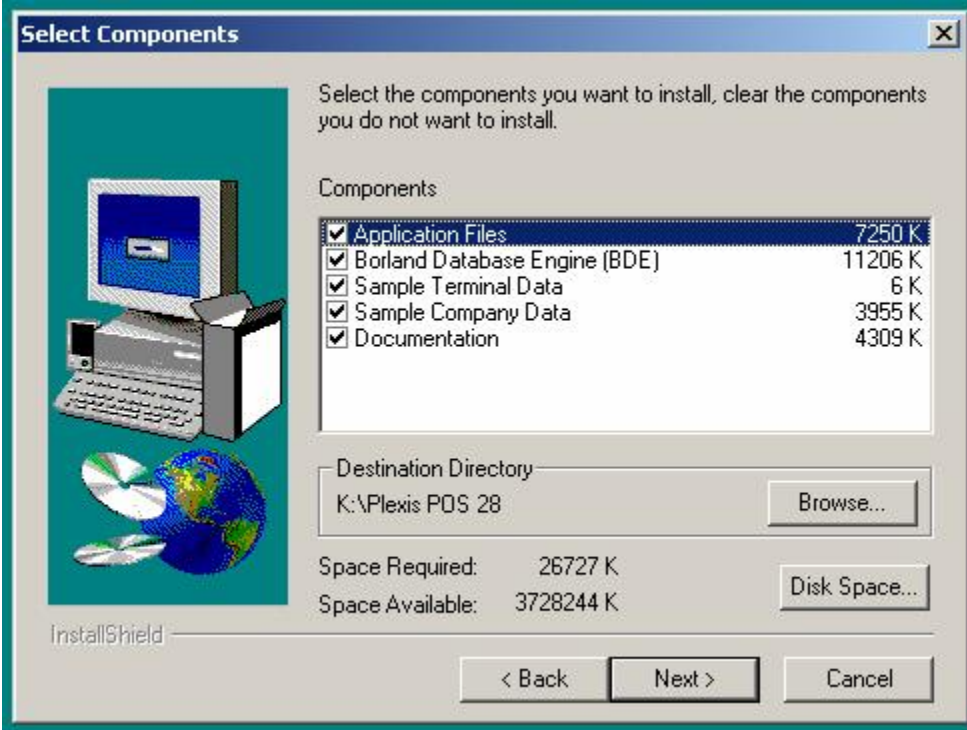 Select Components
Select the components you want to install, clear the components
you do not want to install.
Components
Application Files 7250 K
Borland Database Engine (BDE) 11206 K
Sample Terminal Data 6 K
Sample Company Data 3955 K
Documentation 4309 K
Destination Directory
K:\Plexis POS 28 Browse...
Space Required: 26727 K
Space Available: 3728244 K Disk Space...
InstallShield
< Back Next > Cancel